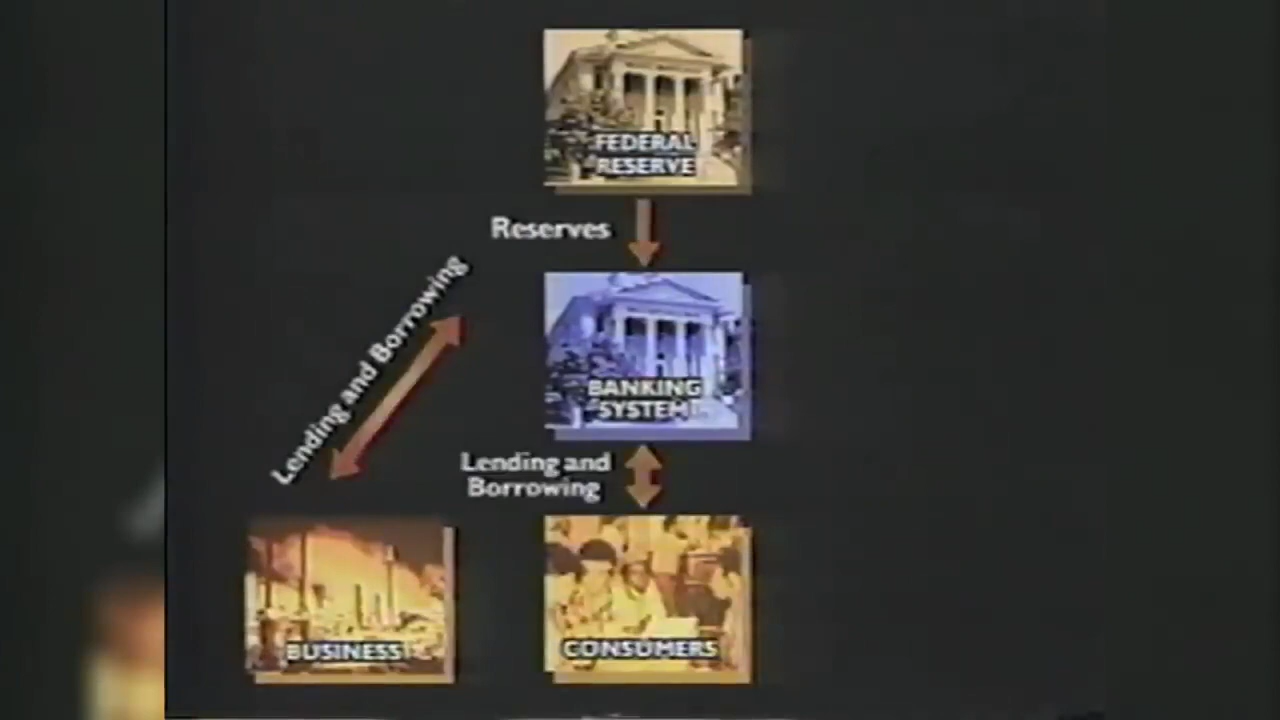 FEDERAL
RESERVE
Reserves
Lending and Borrowing
BANKING
SYSTEM
Lending and
Borrowing
BUSINESS
CONSUMERS